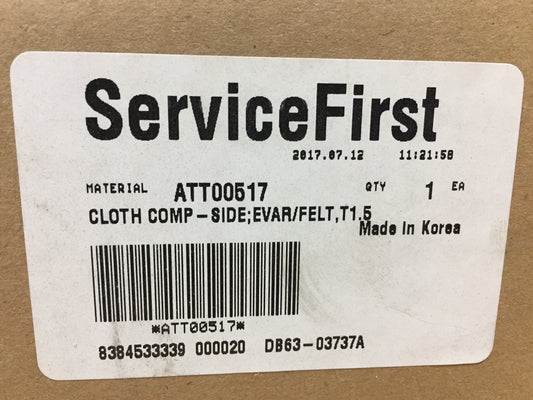 ServiceFirst
2017.07.12 11:21:58
MATERIAL ATT00517 QTY 1 EA
CLOTH COMP-SIDE;EVAR/FELT,T1.5
Made In Korea
*ATT00517*
8384533339 000020 DB63-03737A